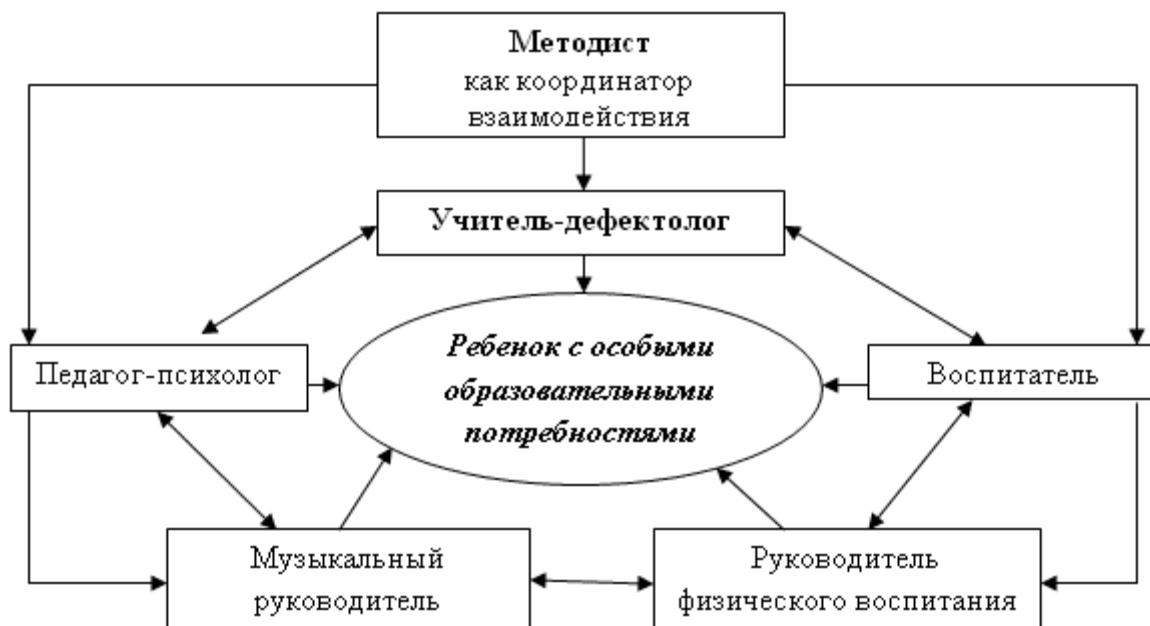 Методист
как координатор
взаимодействия
Учитель-дефектолог
Ребенок с особыми
образовательными
потребностями
Педагог-психолог
Воспитатель
Музыкальный
руководитель
Руководитель
физического воспитания